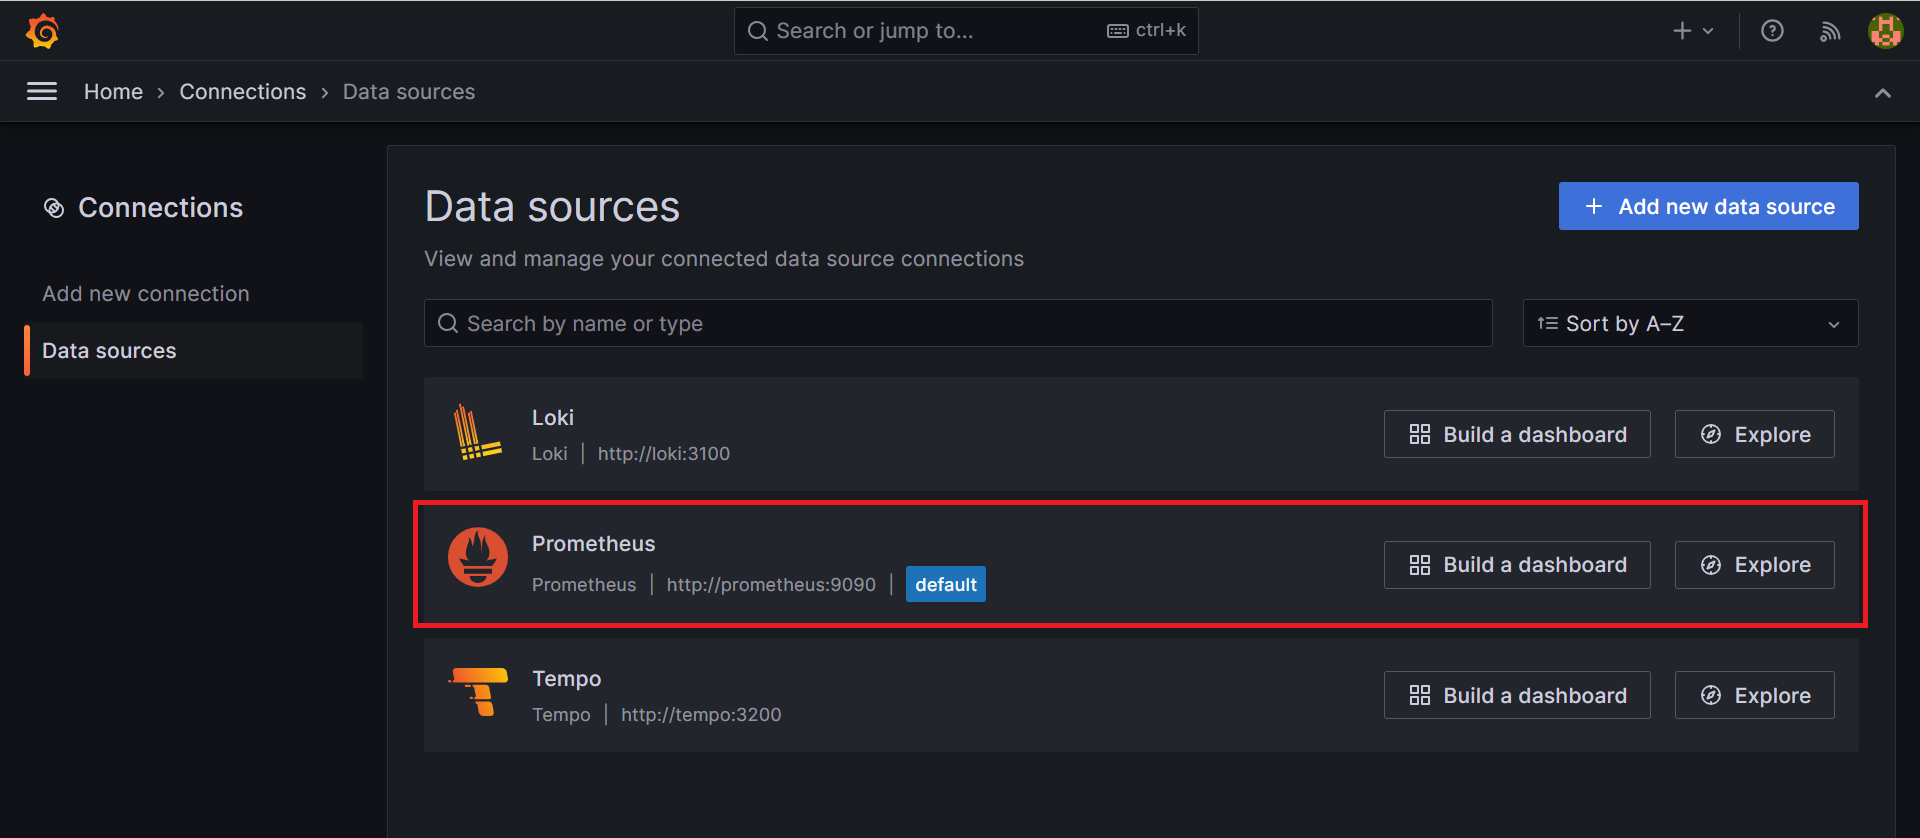 Search or jump to... ctrl+k
Home › Connections › Data sources
Connections
Add new connection
Data sources
Data sources
Add new data source
View and manage your connected data source connections
Search by name or type
Sort by A–Z
Loki
Loki | http://loki:3100
Build a dashboard
Explore
Prometheus
Prometheus | http://prometheus:9090 | default
Build a dashboard
Explore
Tempo
Tempo | http://tempo:3200
Build a dashboard
Explore